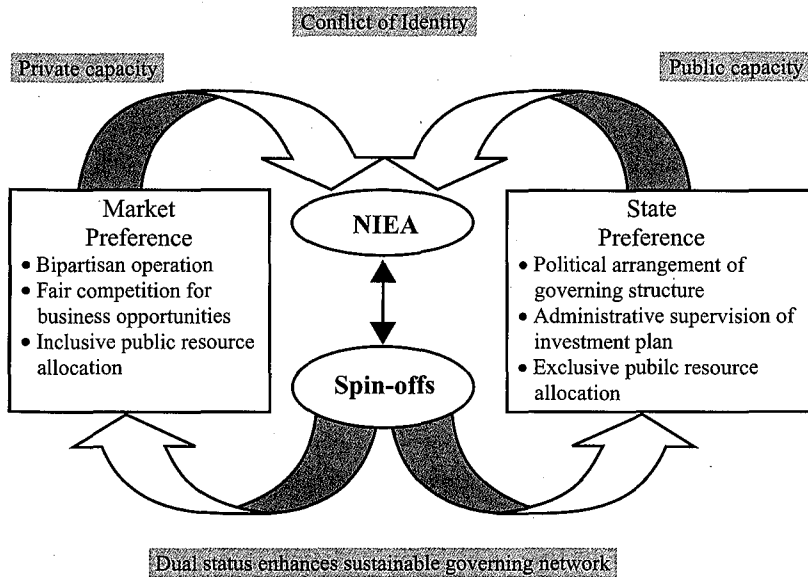 Conflict of Identity
Private capacity
Public capacity
Market
Preference
• Bipartisan operation
• Fair competition for
business opportunities
• Inclusive public resource
allocation
NIEA
Spin-offs
State
Preference
• Political arrangement of
governing structure
• Administrative supervision of
investment plan
• Exclusive pubilc resource
allocation
Dual status enhances sustainable governing network